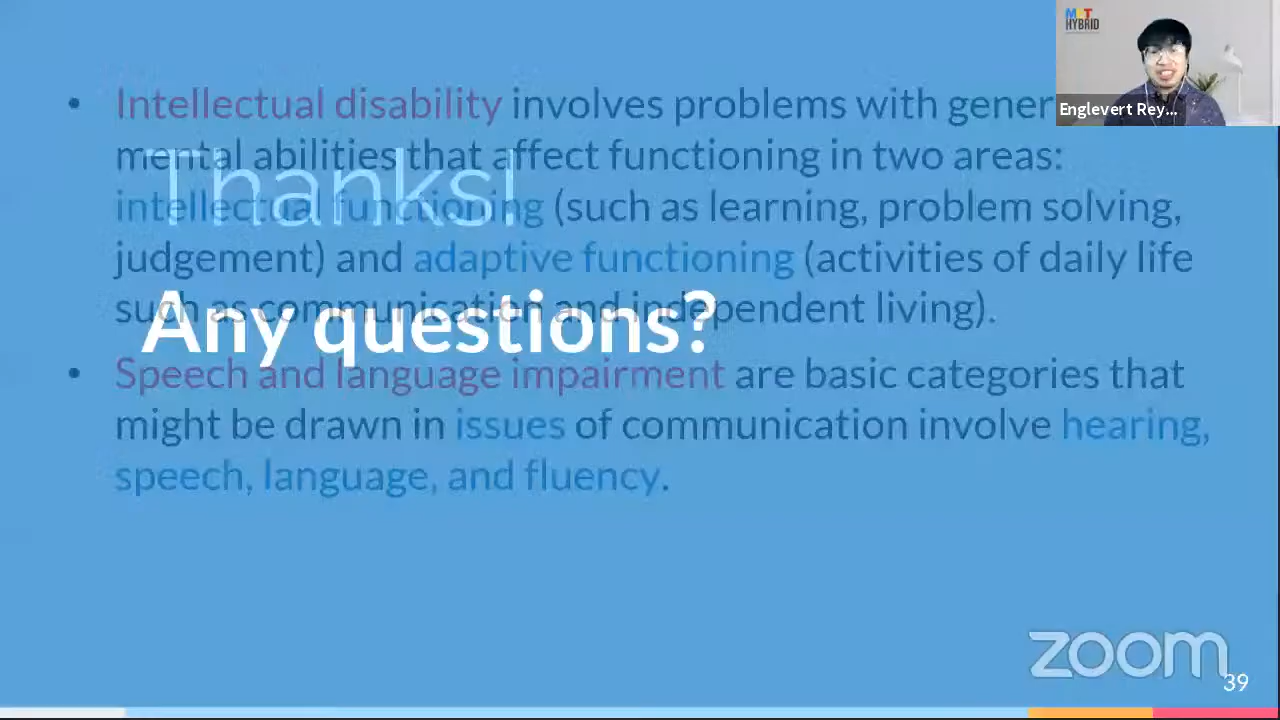 MIT
HYBRID
Englevert Rey...
• Intellectual disability involves problems with gener
mental abilities that affect functioning in two areas:
intellectual functioning (such as learning, problem solving,
judgement) and adaptive functioning (activities of daily life
such as communication and independent living).
• Speech and language impairment are basic categories that
might be drawn in issues of communication involve hearing,
speech, language, and fluency.
Thanks!
Any questions?
zoom
39